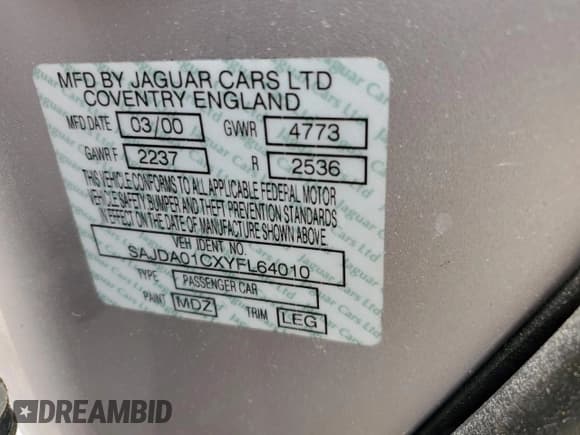 MFD BY JAGUAR CARS LTD
COVENTRY ENGLAND
MFD DATE 03/00 GVWR 4773
GAWR F 2237 R 2536
THIS VEHICLE CONFORMS TO ALL APPLICABLE FEDERAL MOTOR
VEHICLE SAFETY BUMPER AND THEFT PREVENTION STANDARDS
IN EFFECT ON THE DATE OF MANUFACTURE SHOWN ABOVE.
VEH IDENT NO.
SAJDA01CXYFL64010
TYPE PASSENGER CAR
PAINT MDZ TRIM LEG
DREAMBID